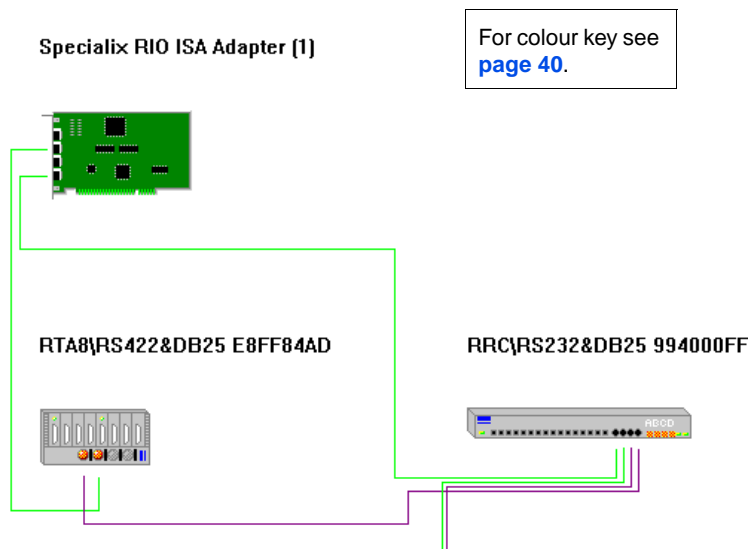 Specialix RIO ISA Adapter (1)
For colour key see
page 40.
RTA8\RS422&DB25 E8FF84AD
RRC\RS232&DB25 994000FF
ABCD